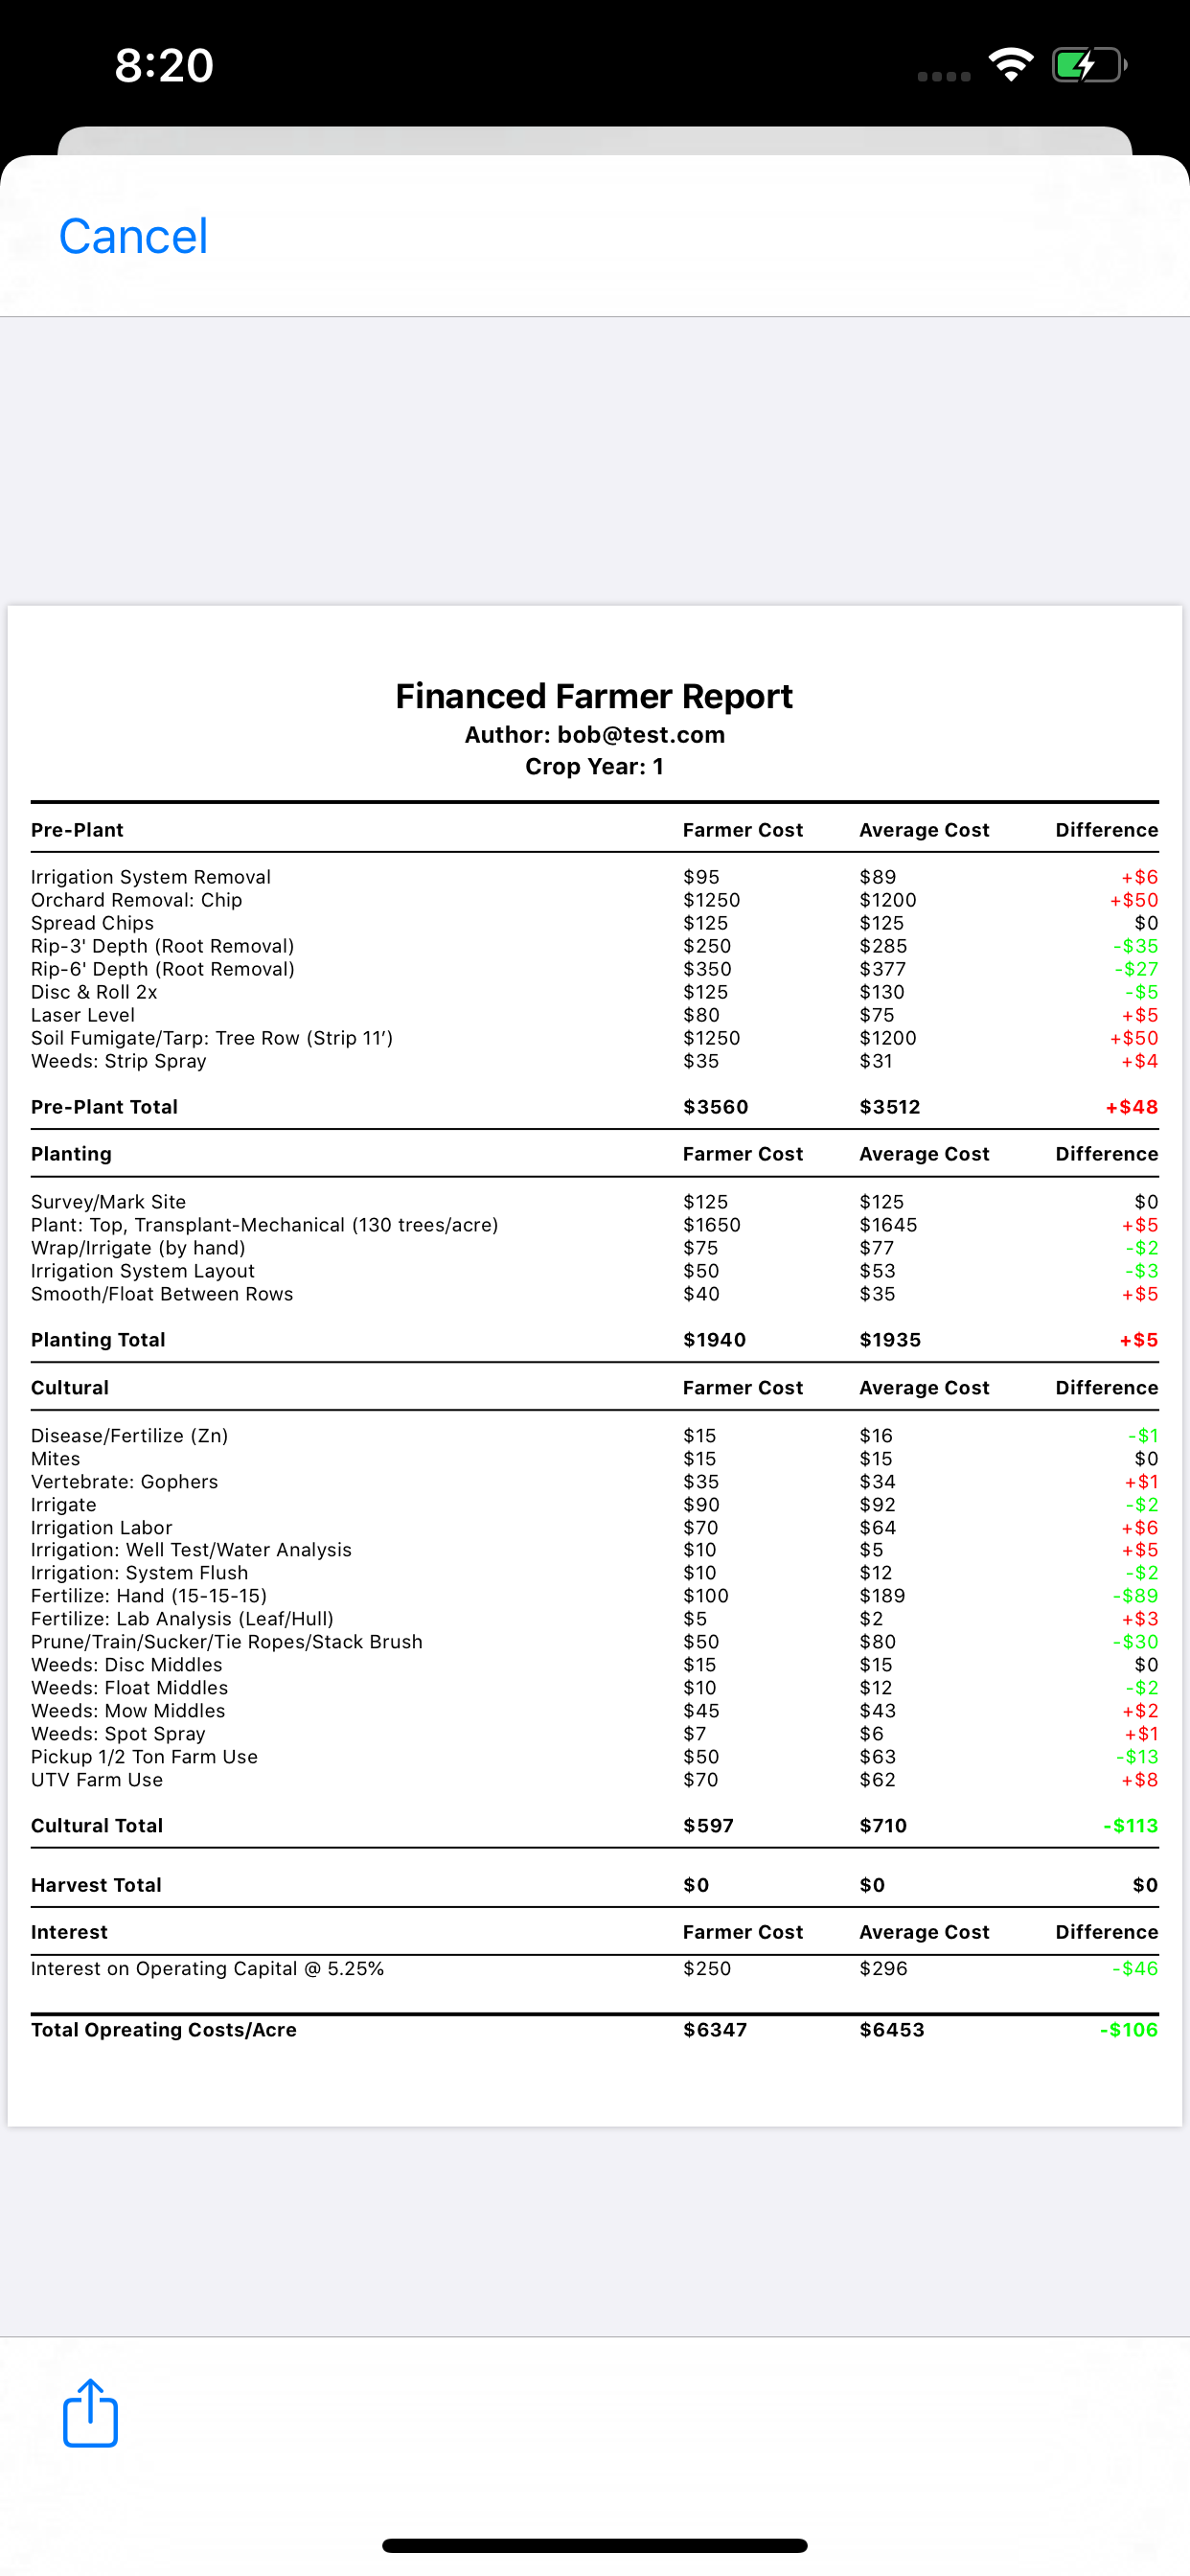 8:20
Cancel
Financed Farmer Report
Author: bob@test.com
Crop Year: 1
Pre-Plant Farmer Cost Average Cost Difference
Irrigation System Removal $95 $89 +$6
Orchard Removal: Chip $1250 $1200 +$50
Spread Chips $125 $125 $0
Rip-3' Depth (Root Removal) $250 $285 -$35
Rip-6' Depth (Root Removal) $350 $377 -$27
Disc & Roll 2x $125 $130 -$5
Laser Level $80 $75 +$5
Soil Fumigate/Tarp: Tree Row (Strip 11’) $1250 $1200 +$50
Weeds: Strip Spray $35 $31 +$4
Pre-Plant Total $3560 $3512 +$48
Planting Farmer Cost Average Cost Difference
Survey/Mark Site $125 $125 $0
Plant: Top, Transplant-Mechanical (130 trees/acre) $1650 $1645 +$5
Wrap/Irrigate (by hand) $75 $77 -$2
Irrigation System Layout $50 $53 -$3
Smooth/Float Between Rows $40 $35 +$5
Planting Total $1940 $1935 +$5
Cultural Farmer Cost Average Cost Difference
Disease/Fertilize (Zn) $15 $16 -$1
Mites $15 $15 $0
Vertebrate: Gophers $35 $34 +$1
Irrigate $90 $92 -$2
Irrigation Labor $70 $64 +$6
Irrigation: Well Test/Water Analysis $10 $5 +$5
Irrigation: System Flush $10 $12 -$2
Fertilize: Hand (15-15-15) $100 $189 -$89
Fertilize: Lab Analysis (Leaf/Hull) $5 $2 +$3
Prune/Train/Sucker/Tie Ropes/Stack Brush $50 $80 -$30
Weeds: Disc Middles $15 $15 $0
Weeds: Float Middles $10 $12 -$2
Weeds: Mow Middles $45 $43 +$2
Weeds: Spot Spray $7 $6 +$1
Pickup 1/2 Ton Farm Use $50 $63 -$13
UTV Farm Use $70 $62 +$8
Cultural Total $597 $710 -$113
Harvest Total $0 $0 $0
Interest Farmer Cost Average Cost Difference
Interest on Operating Capital @ 5.25% $250 $296 -$46
Total Opreating Costs/Acre $6347 $6453 -$106